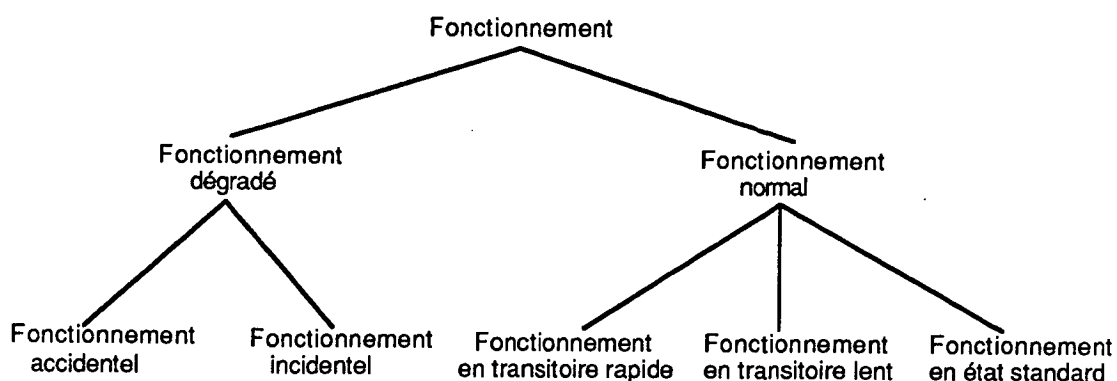 Fonctionnement
Fonctionnement
dégradé
Fonctionnement
normal
Fonctionnement
accidentel
Fonctionnement
incidentel
Fonctionnement
en transitoire rapide
Fonctionnement
en transitoire lent
Fonctionnement
en état standard